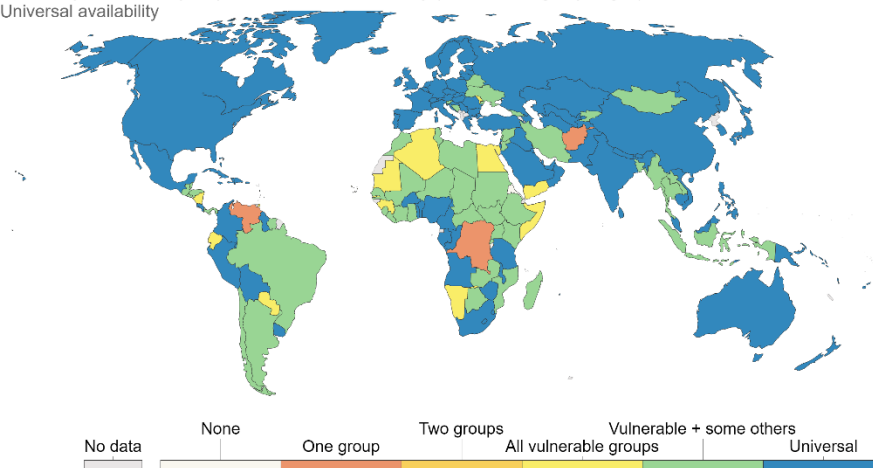 Universal availability
None
Two groups
Vulnerable + some others
No data
One group
All vulnerable groups
Universal